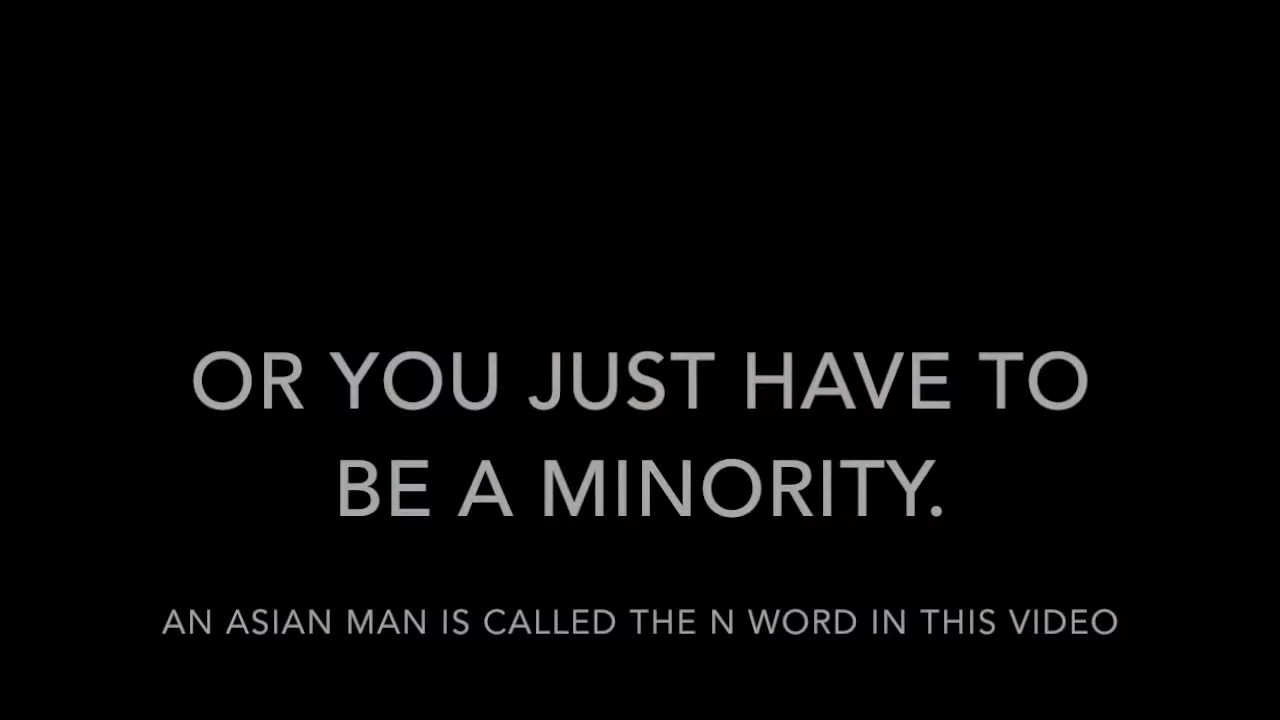 OR YOU JUST HAVE TO
BE A MINORITY.
AN ASIAN MAN IS CALLED THE N WORD IN THIS VIDEO